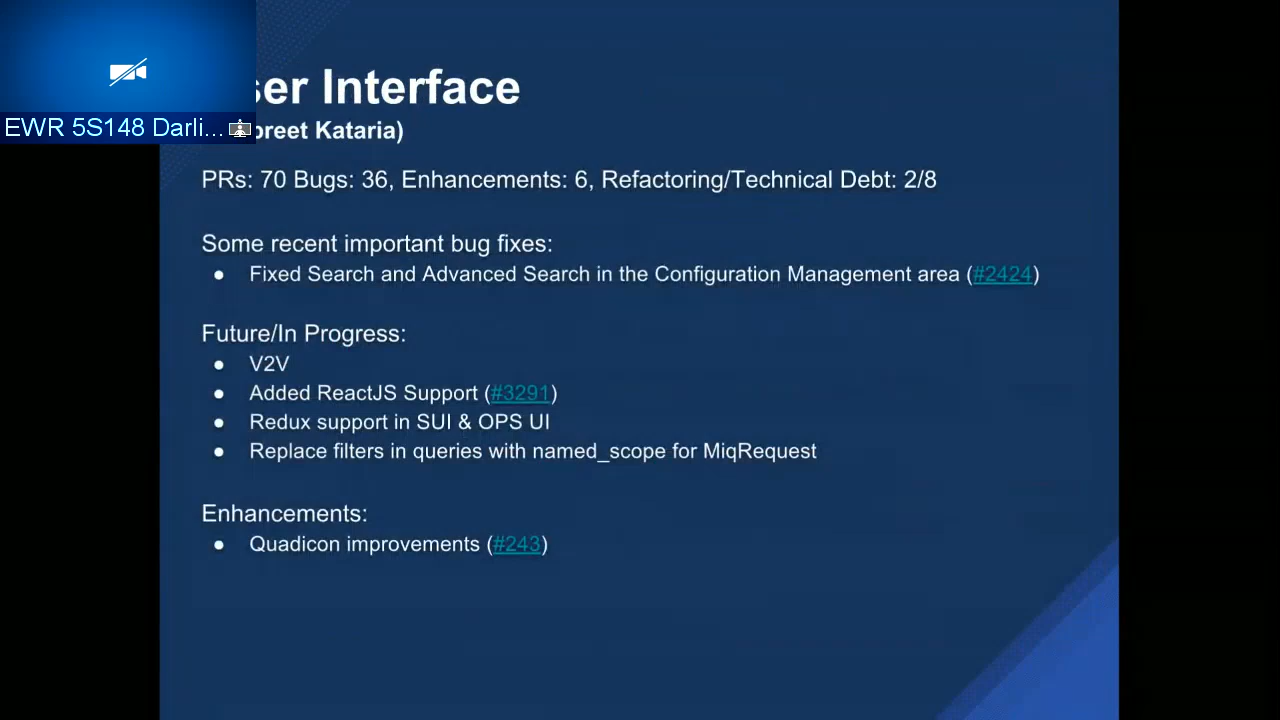 ser Interface
EWR 5S148 Darli...
preet Kataria)
PRs: 70 Bugs: 36, Enhancements: 6, Refactoring/Technical Debt: 2/8
Some recent important bug fixes:
● Fixed Search and Advanced Search in the Configuration Management area (#2424)
Future/In Progress:
● V2V
● Added ReactJS Support (#3291)
● Redux support in SUI & OPS UI
● Replace filters in queries with named_scope for MiqRequest
Enhancements:
● Quadicon improvements (#243)